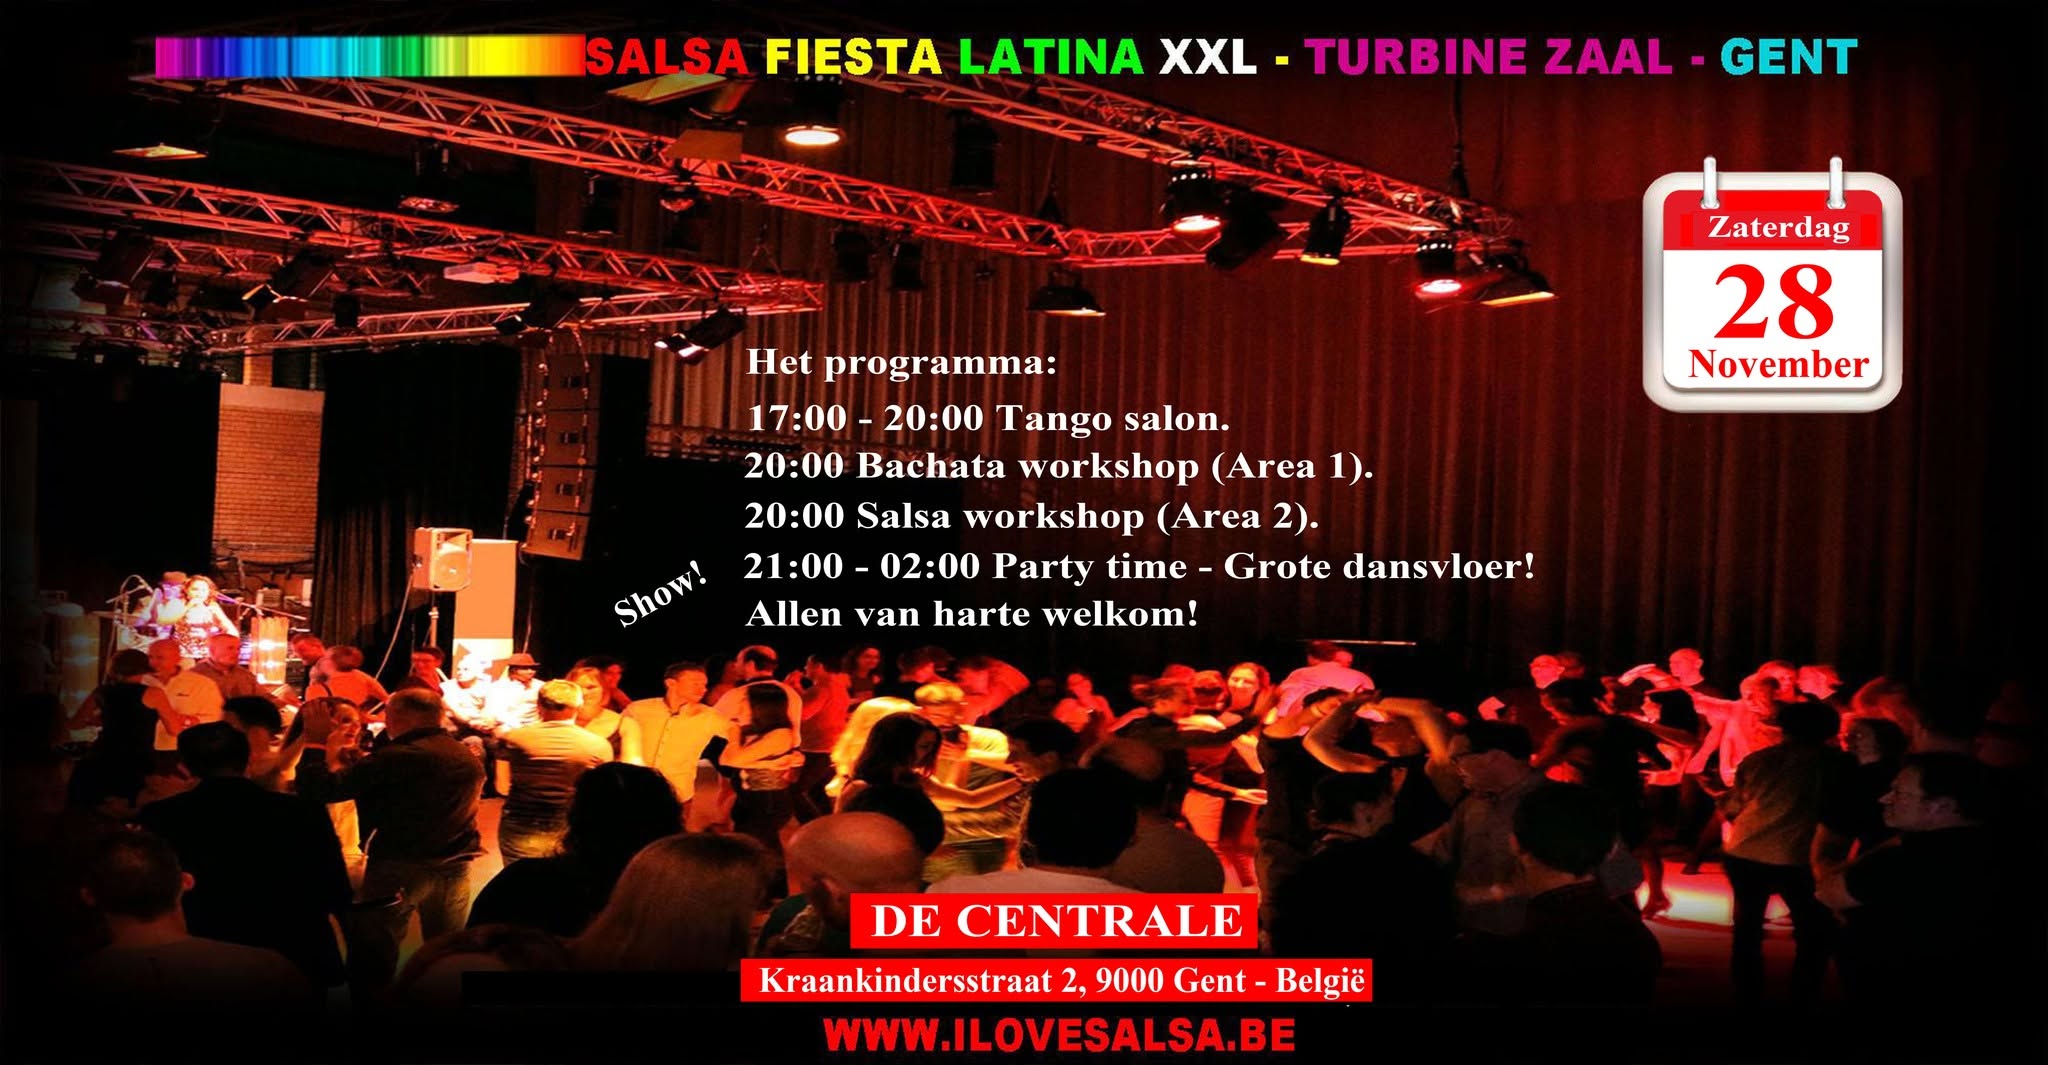 SALSA FIESTA LATINA XXL - TURBINE ZAAL - GENT
Zaterdag
28
November
Het programma:
17:00 - 20:00 Tango salon.
20:00 Bachata workshop (Area 1).
20:00 Salsa workshop (Area 2).
21:00 - 02:00 Party time - Grote dansvloer!
Show!
Allen van harte welkom!
DE CENTRALE
Kraankindersstraat 2, 9000 Gent - België
WWW.ILOVESALSA.BE